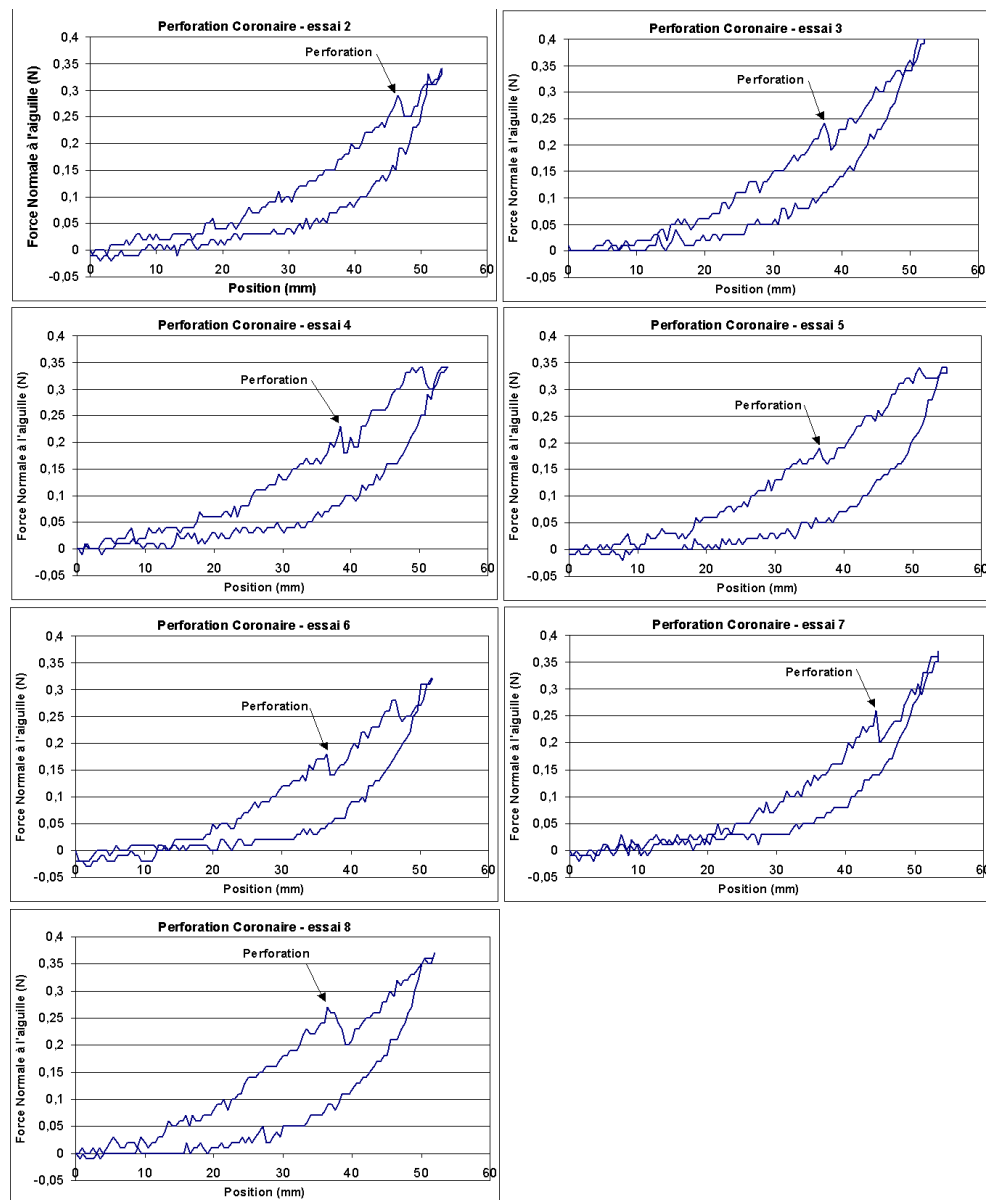 Perforation Coronaire - essai 2
Force Normale à l'aiguille (N)
0,4
0,35
0,3
0,25
0,2
0,15
0,1
0,05
0
-0,05
Perforation
0 10 20 30 40 50 60
Position (mm)
Perforation Coronaire - essai 3
Force Normale à l'aiguille (N)
0,4
0,35
0,3
0,25
0,2
0,15
0,1
0,05
0
-0,05
Perforation
0 10 20 30 40 50 60
Position (mm)
Perforation Coronaire - essai 4
Force Normale à l'aiguille (N)
0,4
0,35
0,3
0,25
0,2
0,15
0,1
0,05
0
-0,05
Perforation
0 10 20 30 40 50 60
Position (mm)
Perforation Coronaire - essai 5
Force Normale à l'aiguille (N)
0,4
0,35
0,3
0,25
0,2
0,15
0,1
0,05
0
-0,05
Perforation
0 10 20 30 40 50 60
Position (mm)
Perforation Coronaire - essai 6
Force Normale à l'aiguille (N)
0,4
0,35
0,3
0,25
0,2
0,15
0,1
0,05
0
-0,05
Perforation
0 10 20 30 40 50 60
Position (mm)
Perforation Coronaire - essai 7
Force Normale à l'aiguille (N)
0,4
0,35
0,3
0,25
0,2
0,15
0,1
0,05
0
-0,05
Perforation
0 10 20 30 40 50 60
Position (mm)
Perforation Coronaire - essai 8
Force Normale à l'aiguille (N)
0,4
0,35
0,3
0,25
0,2
0,15
0,1
0,05
0
-0,05
Perforation
0 10 20 30 40 50 60
Position (mm)